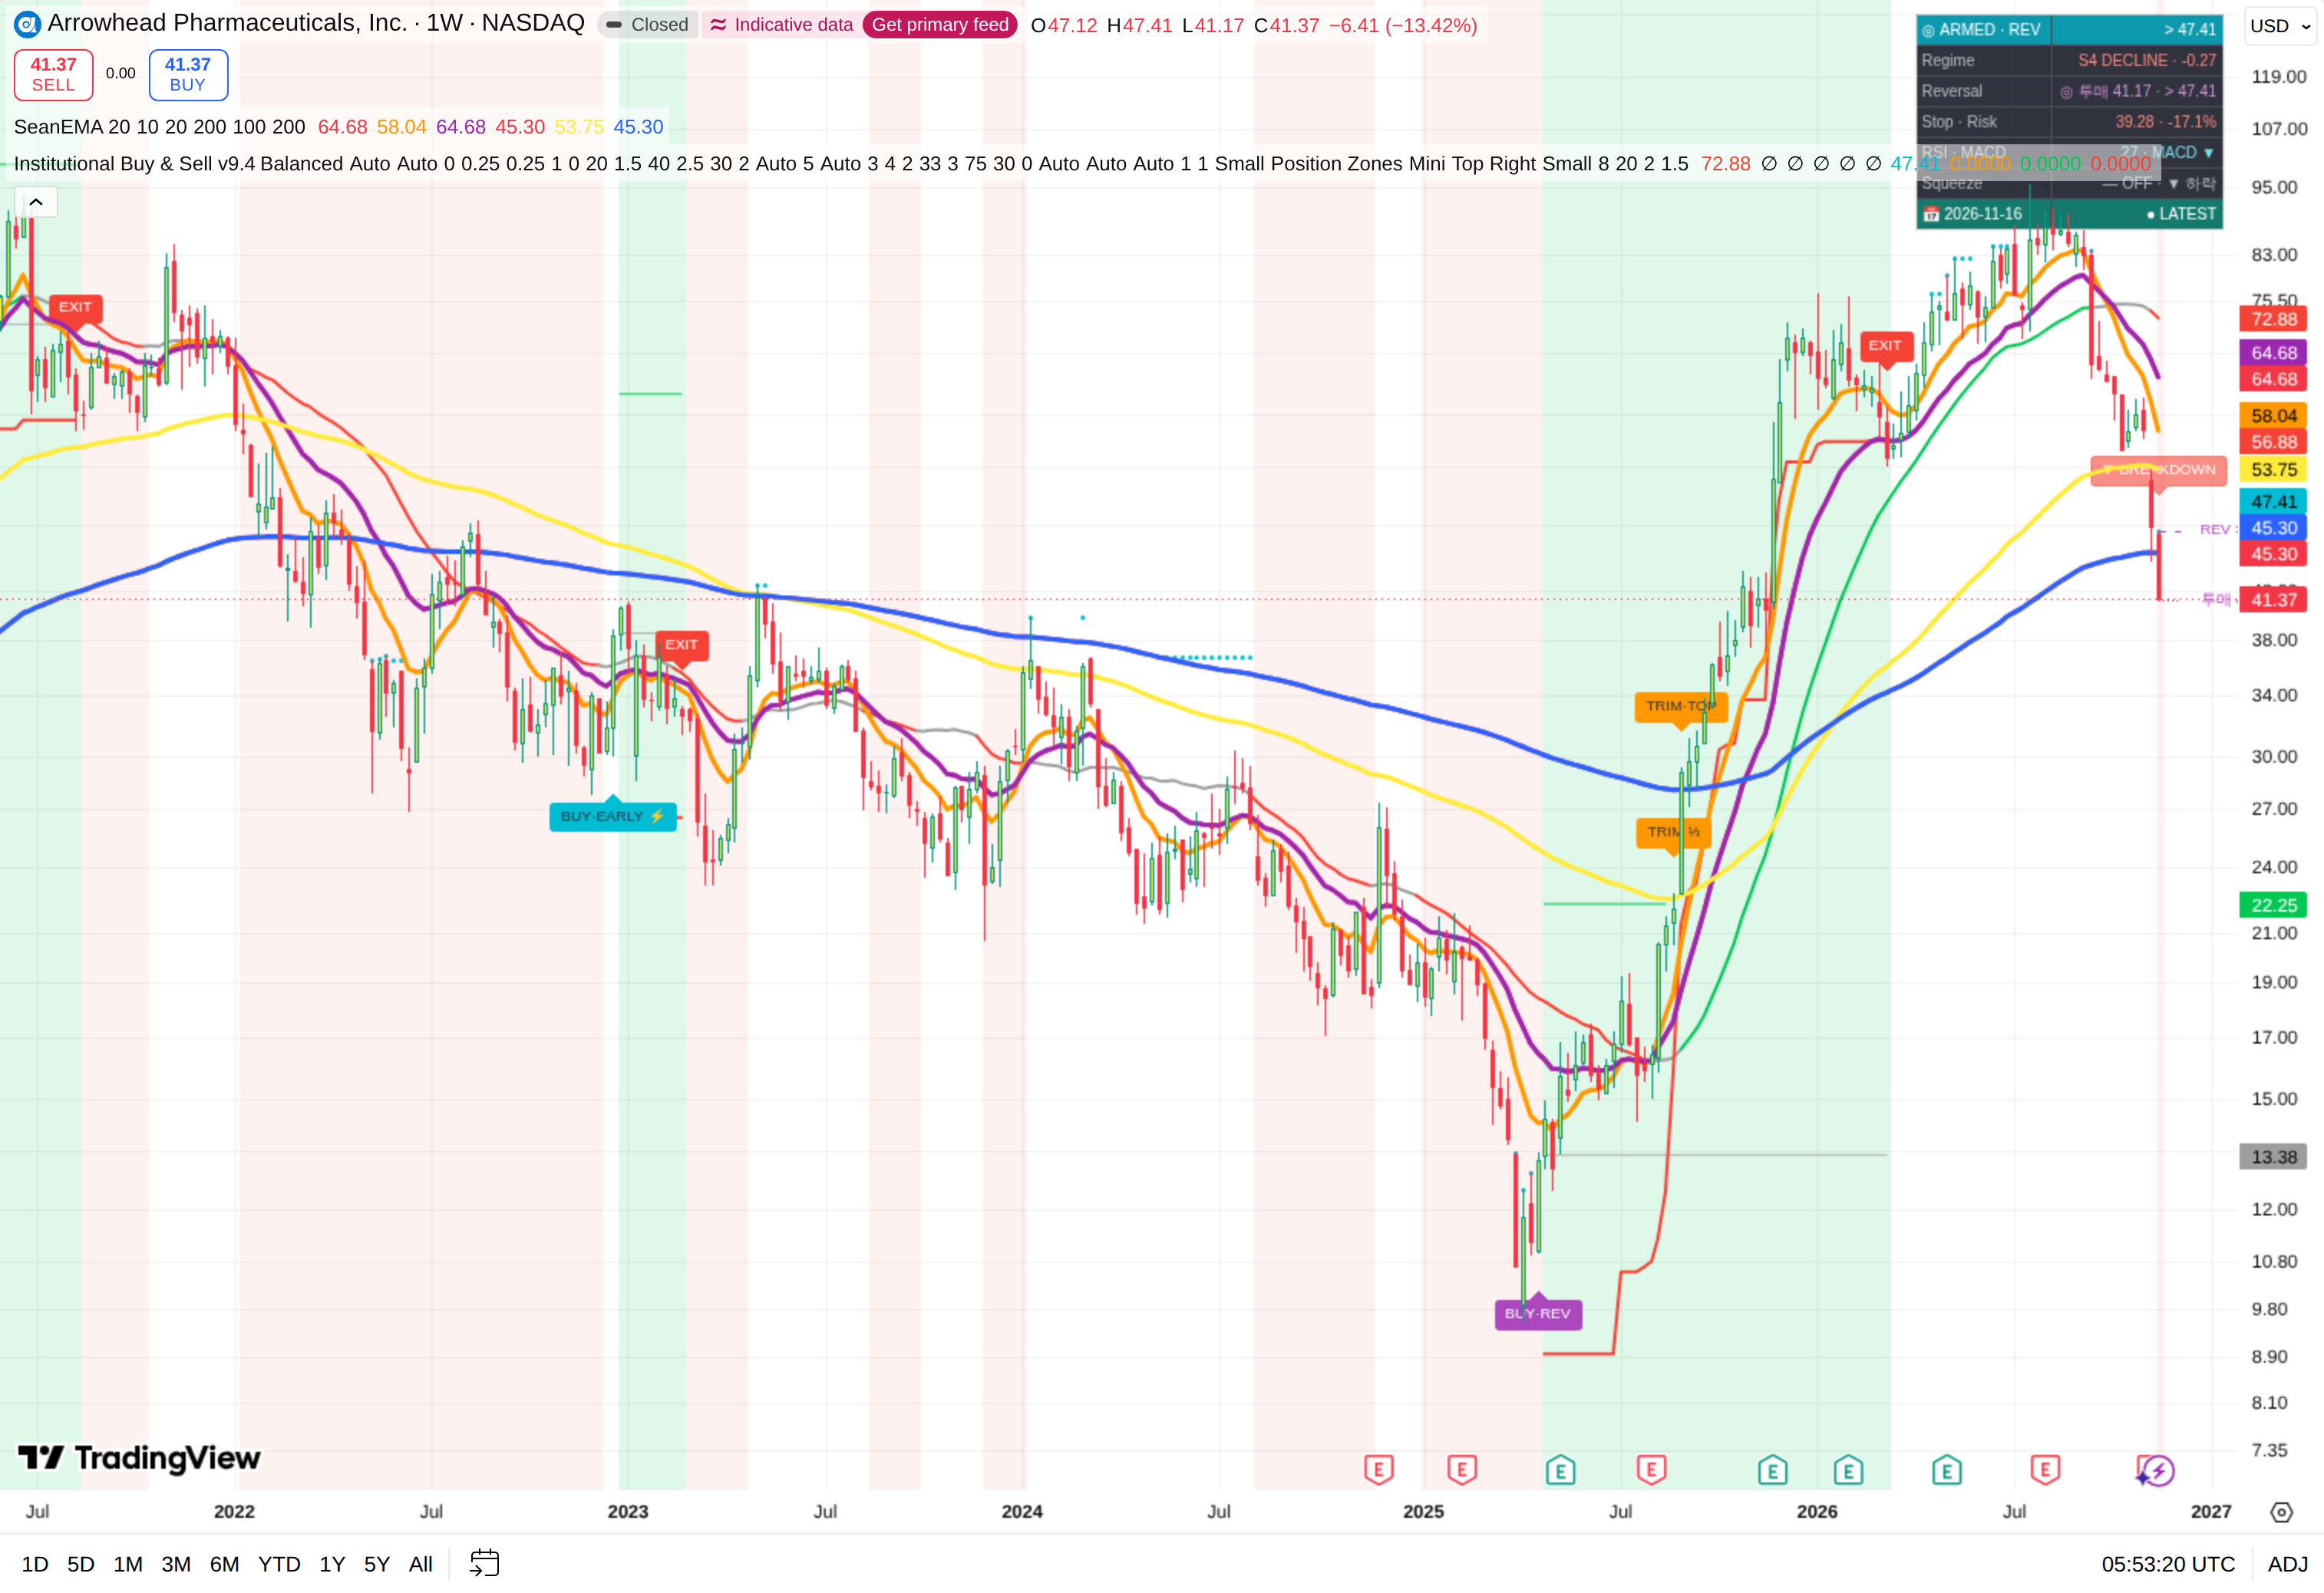 Arrowhead Pharmaceuticals, Inc. · 1W · NASDAQ Closed Indicative data Get primary feed O47.12 H47.41 L41.17 C41.37 −6.41 (−13.42%)
41.37 SELL 0.00 41.37 BUY
SeanEMA 20 10 20 200 100 200 64.68 58.04 64.68 45.30 53.75 45.30
Institutional Buy & Sell v9.4 Balanced Auto Auto 0 0.25 0.25 1 0 20 1.5 40 2.5 30 2 Auto 5 Auto 3 4 2 33 3 75 30 0 Auto Auto Auto 1 1 Small Position Zones Mini Top Right Small 8 20 2 1.5 72.88 ∅ ∅ ∅ ∅ ∅ 47.41 0.0000 0.0000 0.0000
◎ ARMED · REV > 47.41
Regime S4 DECLINE · -0.27
Reversal ◎ 투매 41.17 · > 47.41
Stop · Risk 39.28 · -17.1%
RSI · MACD 27 · MACD ▼
Squeeze — OFF · ▼ 하락
2026-11-16 ● LATEST
USD
119.00
107.00
95.00
83.00
75.50
72.88
64.68
64.68
58.04
56.88
53.75
47.41
45.30
45.30
41.37
38.00
34.00
30.00
27.00
24.00
22.25
21.00
19.00
17.00
15.00
13.38
12.00
10.80
9.80
8.90
8.10
7.35
EXIT
EXIT
BUY-EARLY ⚡
EXIT
TRIM-TOP
TRIM ⅓
BUY-REV
REV
투매
E
E
E
E
E
E
E
E
TradingView
Jul 2022 Jul 2023 Jul 2024 Jul 2025 Jul 2026 Jul 2027
1D 5D 1M 3M 6M YTD 1Y 5Y All 05:53:20 UTC ADJ